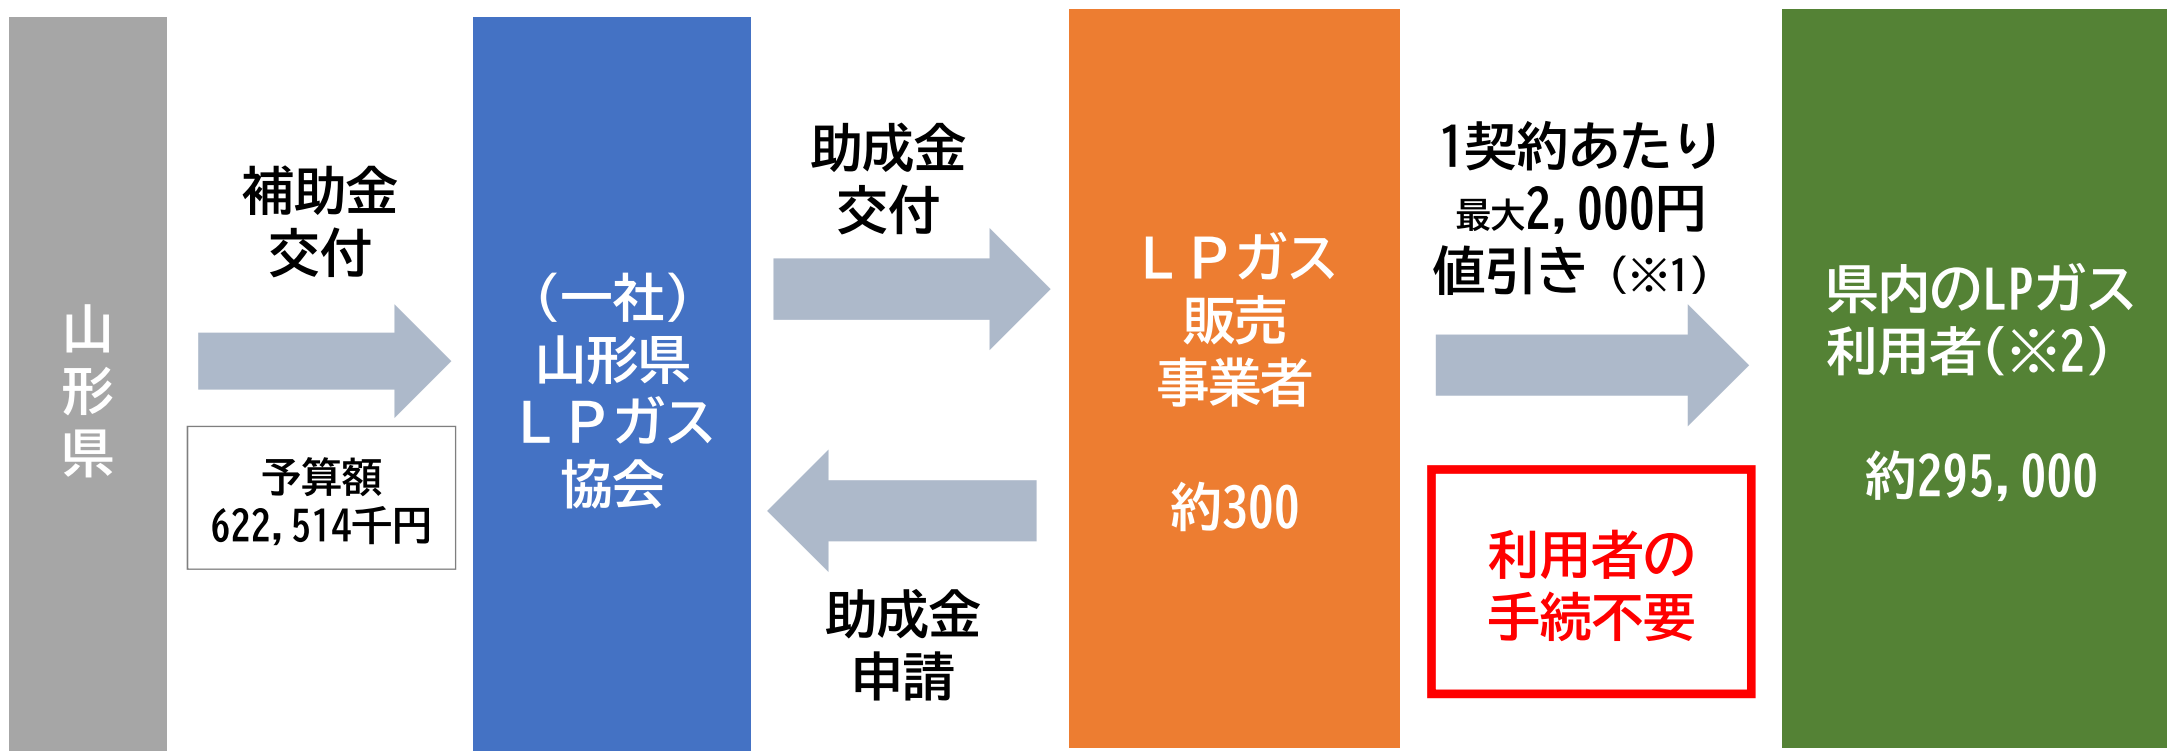 山形県
補助金
交付
予算額
622,514千円
（一社）
山形県
ＬＰガス
協会
助成金
交付
助成金
申請
ＬＰガス
販売
事業者
約300
1契約あたり
最大2,000円
値引き（※1）
利用者の
手続不要
県内のLPガス
利用者(※2)
約295,000